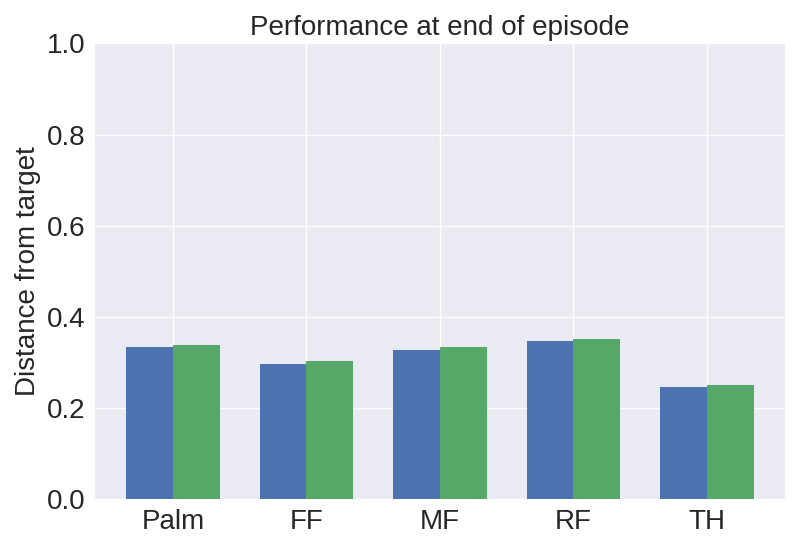 Performance at end of episode
Distance from target
1.0
0.8
0.6
0.4
0.2
0.0
Palm FF MF RF TH